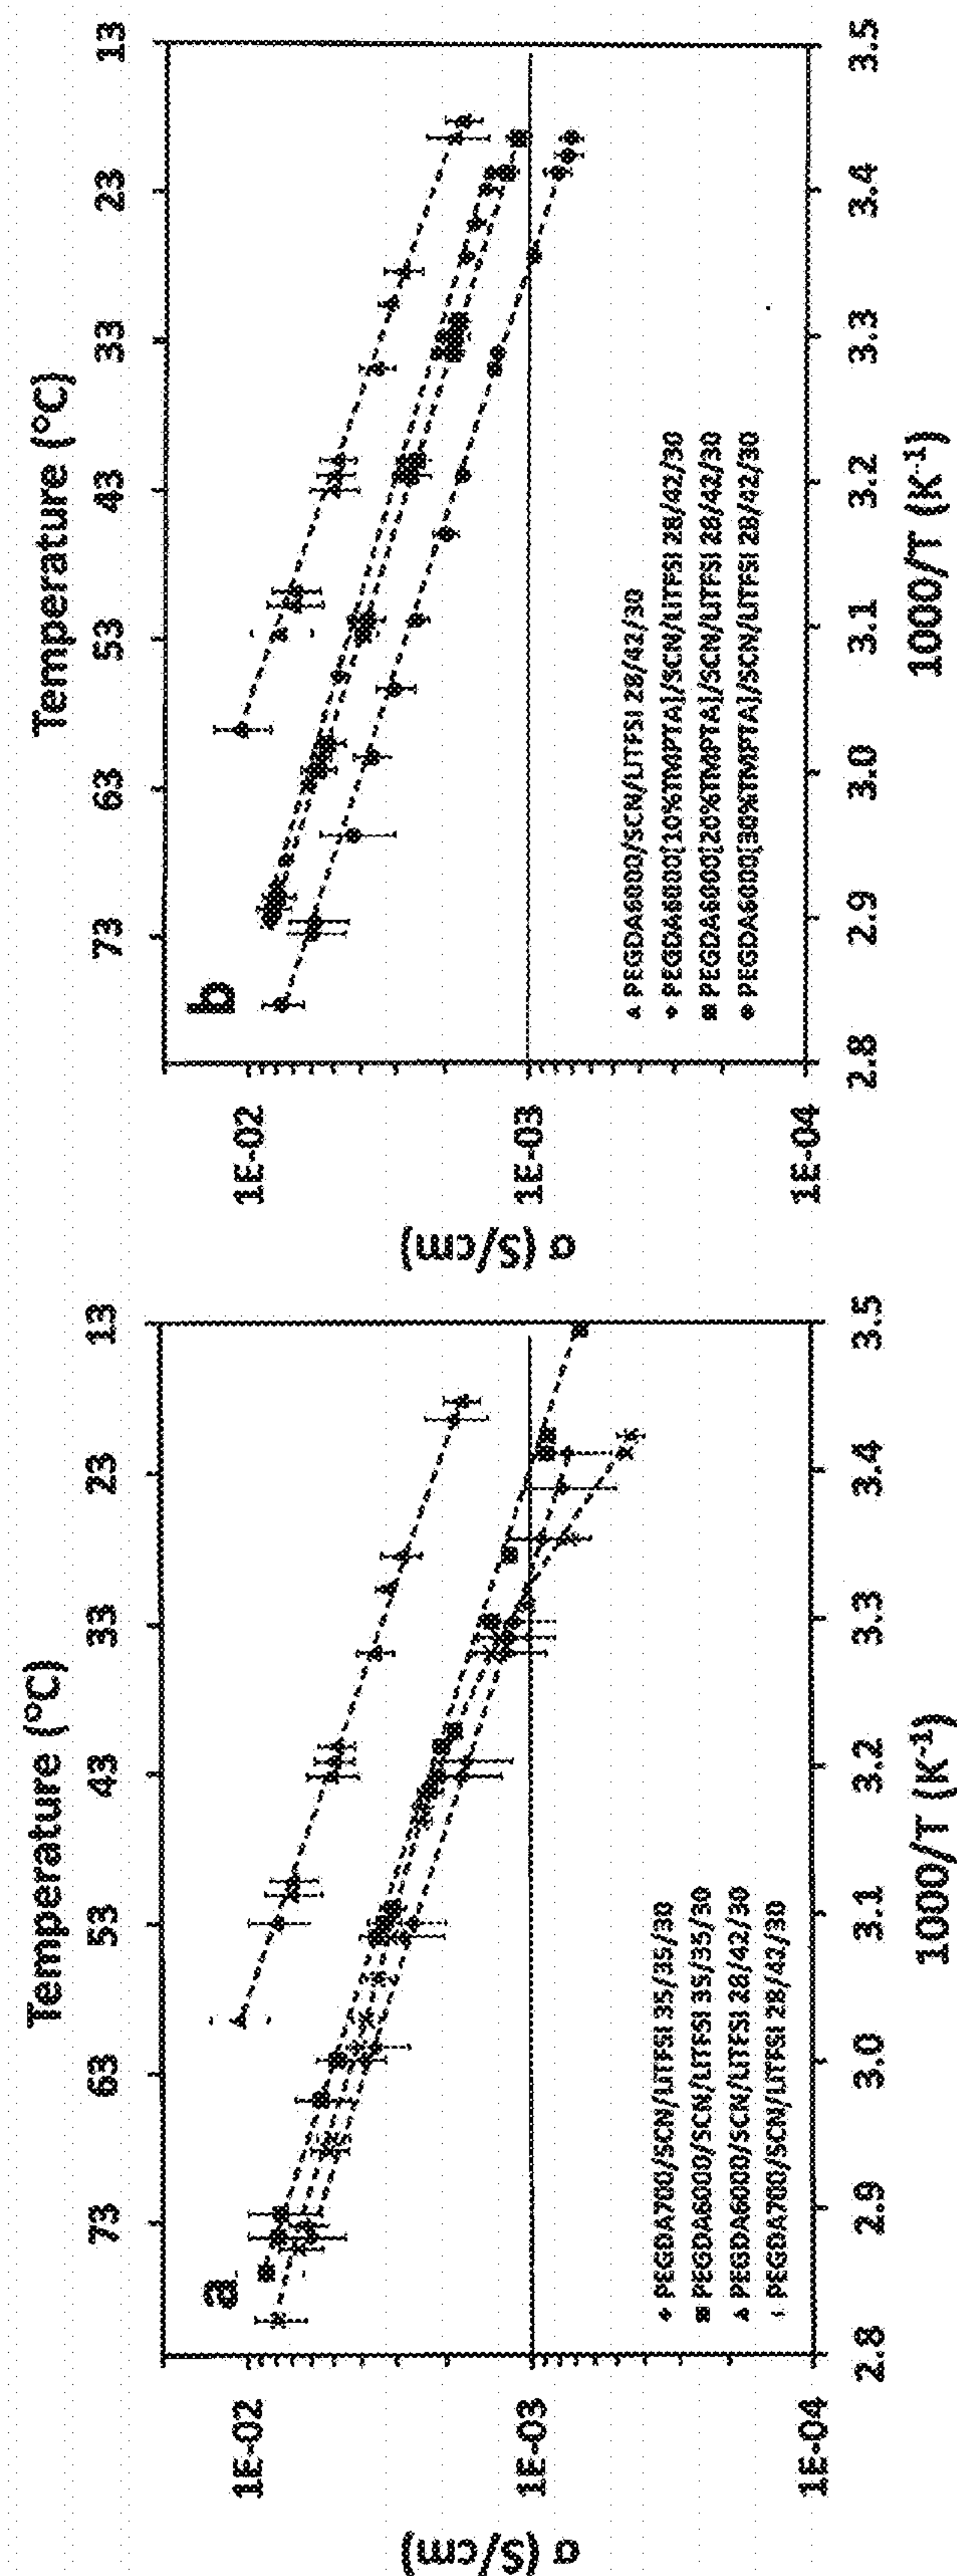 Temperature (°C)
73 63 53 43 33 23 13
a
1E-02
1E-03
1E-04
σ (S/cm)
PEGDA700/SCN/LITFSI 35/35/30
PEGDA6000/SCN/LITFSI 35/35/30
PEGDA6000/SCN/LITFSI 28/42/30
PEGDA700/SCN/LITFSI 28/42/30
2.8 2.9 3.0 3.1 3.2 3.3 3.4 3.5
1000/T (K⁻¹)
Temperature (°C)
73 63 53 43 33 23 13
b
1E-02
1E-03
1E-04
σ (S/cm)
PEGDA6000/SCN/LITFSI 28/42/30
PEGDA6000[10%TMPTA]/SCN/LITFSI 28/42/30
PEGDA6000[20%TMPTA]/SCN/LITFSI 28/42/30
PEGDA6000[30%TMPTA]/SCN/LITFSI 28/42/30
2.8 2.9 3.0 3.1 3.2 3.3 3.4 3.5
1000/T (K⁻¹)